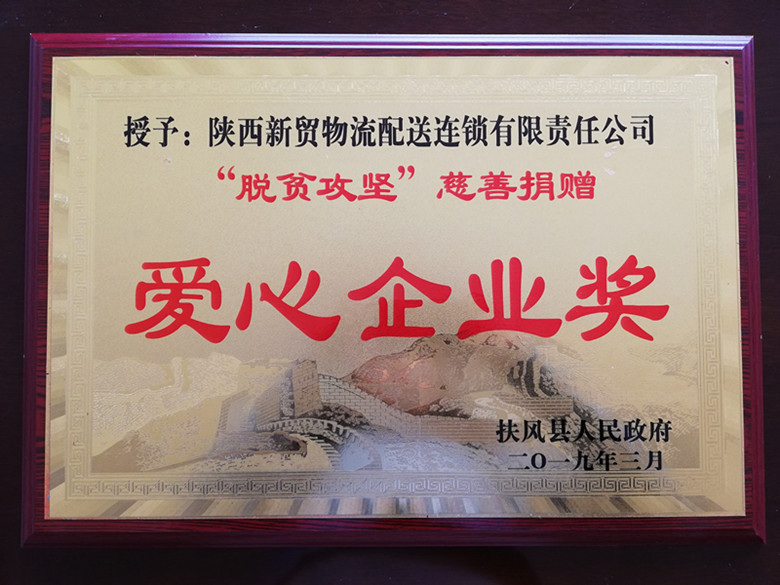 授予：陕西新贸物流配送连锁有限责任公司
“脱贫攻坚”慈善捐赠
爱心企业奖
扶风县人民政府
二O一九年三月